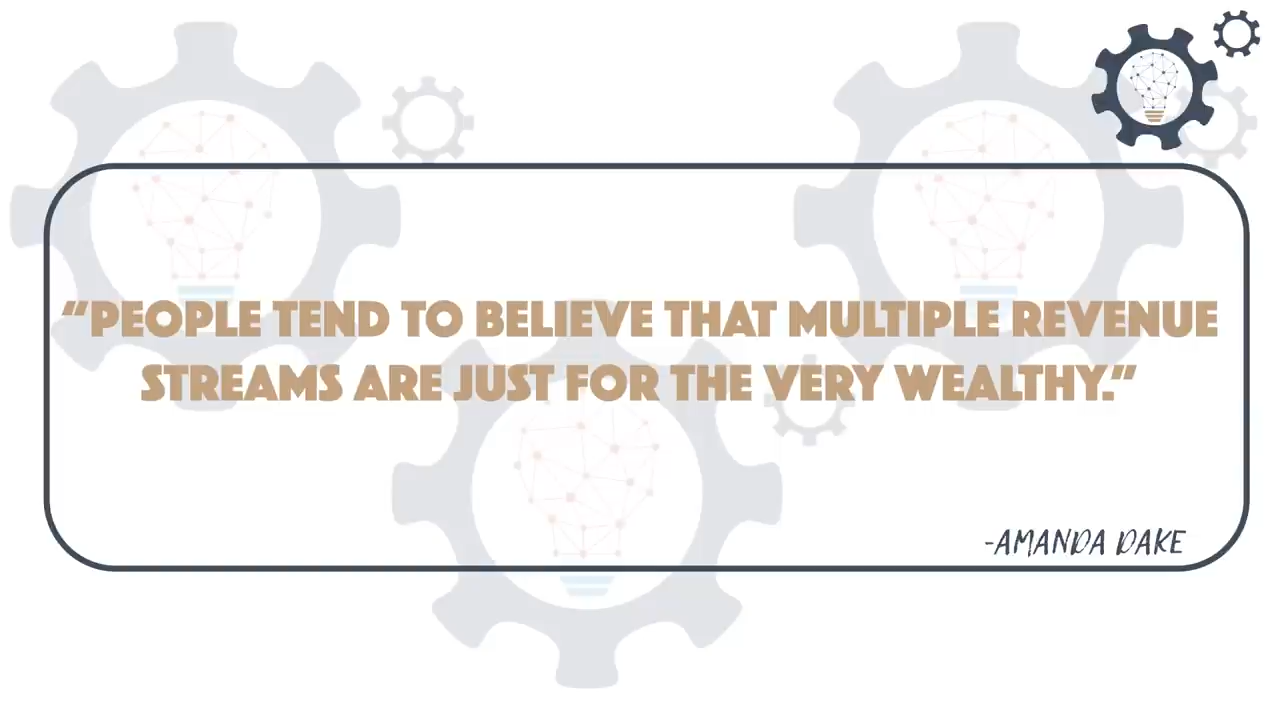 “PEOPLE TEND TO BELIEVE THAT MULTIPLE REVENUE
STREAMS ARE JUST FOR THE VERY WEALTHY.”
-AMANDA DAKE